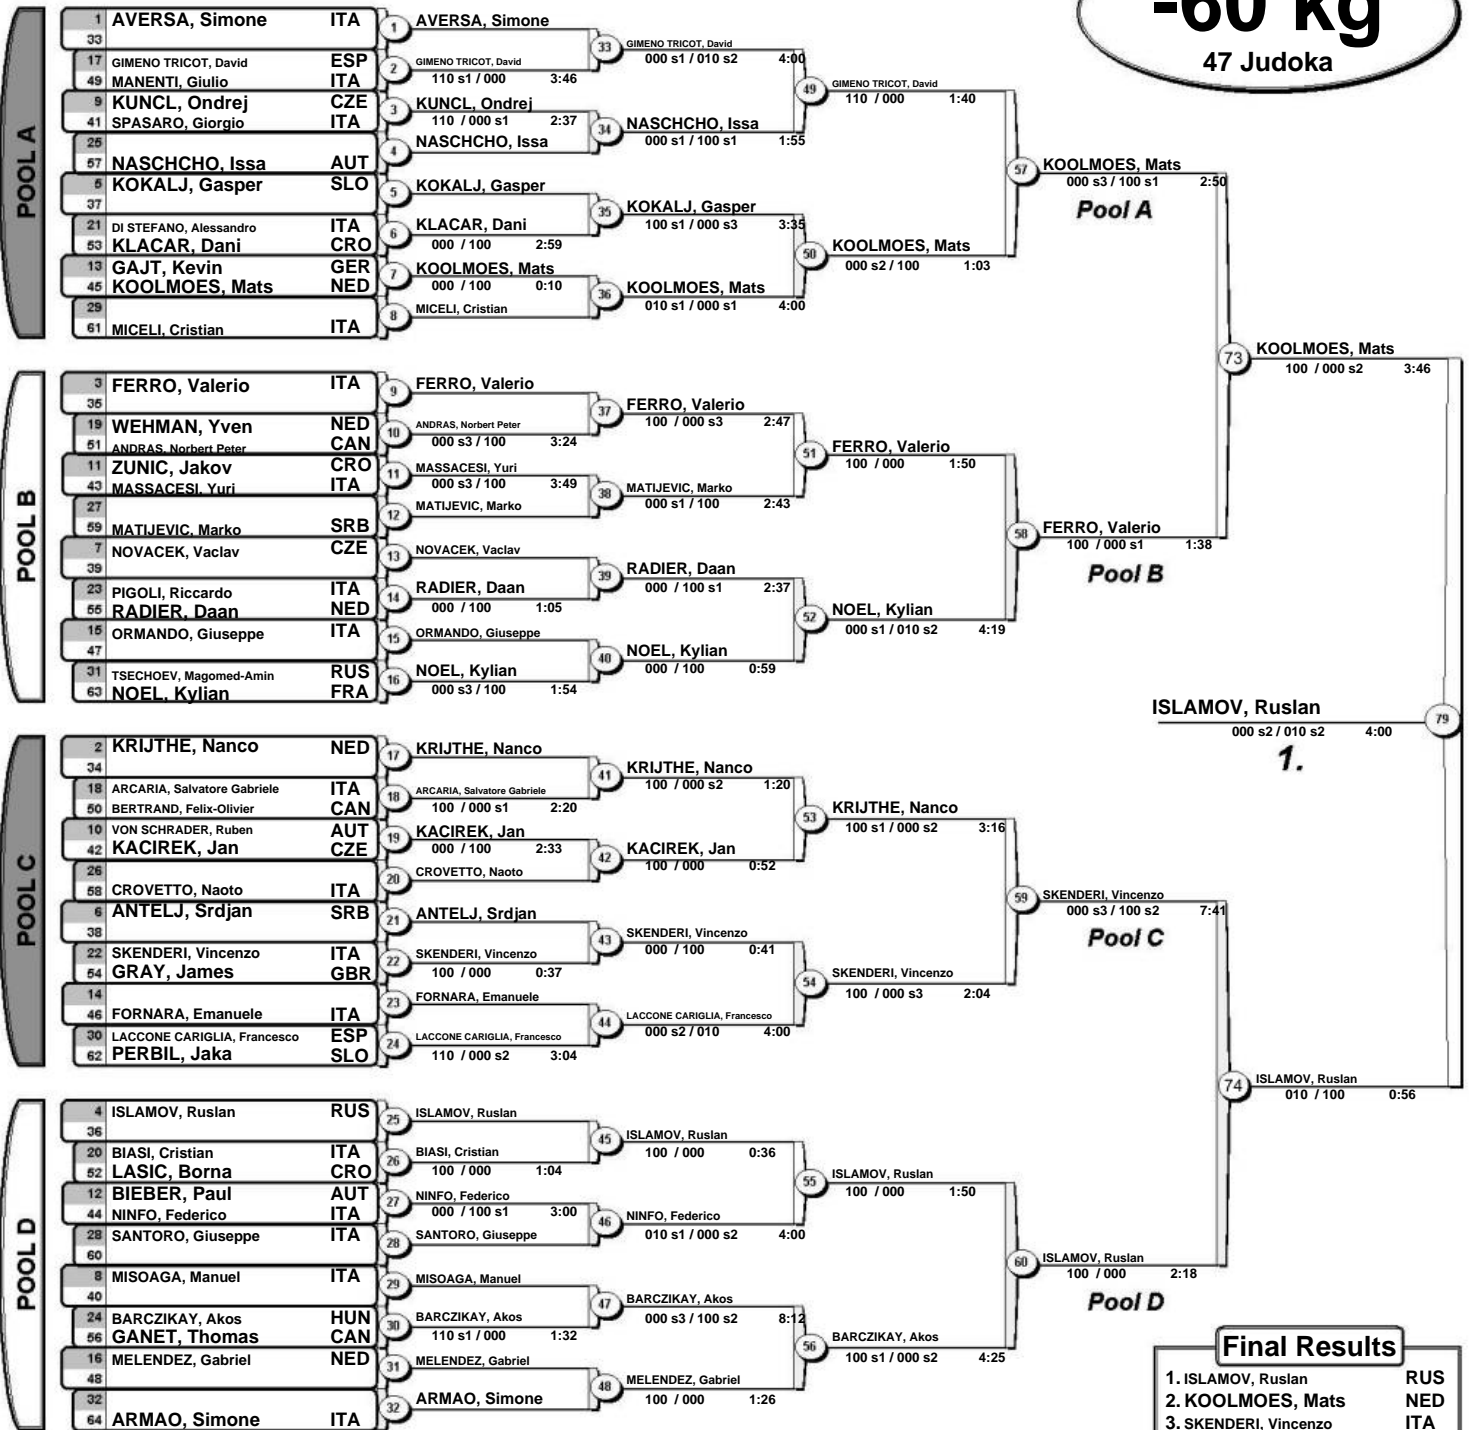 -60 kg
47 Judoka
POOL A
1 AVERSA, Simone ITA
33
17 GIMENO TRICOT, David ESP
49 MANENTI, Giulio ITA
9 KUNCL, Ondrej CZE
41 SPASARO, Giorgio ITA
25
57 NASCHCHO, Issa AUT
5 KOKALJ, Gasper SLO
37
21 DI STEFANO, Alessandro ITA
53 KLACAR, Dani CRO
13 GAJT, Kevin GER
45 KOOLMOES, Mats NED
29
61 MICELI, Cristian ITA
1 AVERSA, Simone
2 GIMENO TRICOT, David
110 s1 / 000 3:46
3 KUNCL, Ondrej
110 / 000 s1 2:37
4 NASCHCHO, Issa
5 KOKALJ, Gasper
6 KLACAR, Dani
000 / 100 2:59
7 KOOLMOES, Mats
000 / 100 0:10
8 MICELI, Cristian
33 GIMENO TRICOT, David
000 s1 / 010 s2 4:00
34 NASCHCHO, Issa
000 s1 / 100 s1 1:55
35 KOKALJ, Gasper
100 s1 / 000 s3 3:35
36 KOOLMOES, Mats
010 s1 / 000 s1 4:00
49 GIMENO TRICOT, David
110 / 000 1:40
50 KOOLMOES, Mats
000 s2 / 100 1:03
57 KOOLMOES, Mats
000 s3 / 100 s1 2:50
Pool A
POOL B
3 FERRO, Valerio ITA
35
19 WEHMAN, Yven NED
51 ANDRAS, Norbert Peter CAN
11 ZUNIC, Jakov CRO
43 MASSACESI, Yuri ITA
27
59 MATIJEVIC, Marko SRB
7 NOVACEK, Vaclav CZE
39
23 PIGOLI, Riccardo ITA
55 RADIER, Daan NED
15 ORMANDO, Giuseppe ITA
47
31 TSECHOEV, Magomed-Amin RUS
63 NOEL, Kylian FRA
9 FERRO, Valerio
10 ANDRAS, Norbert Peter
000 s3 / 100 3:24
11 MASSACESI, Yuri
000 s3 / 100 3:49
12 MATIJEVIC, Marko
13 NOVACEK, Vaclav
14 RADIER, Daan
000 / 100 1:05
15 ORMANDO, Giuseppe
16 NOEL, Kylian
000 s3 / 100 1:54
37 FERRO, Valerio
100 / 000 s3 2:47
38 MATIJEVIC, Marko
000 s1 / 100 2:43
39 RADIER, Daan
000 / 100 s1 2:37
40 NOEL, Kylian
000 / 100 0:59
51 FERRO, Valerio
100 / 000 1:50
52 NOEL, Kylian
000 s1 / 010 s2 4:19
58 FERRO, Valerio
100 / 000 s1 1:38
Pool B
73 KOOLMOES, Mats
100 / 000 s2 3:46
ISLAMOV, Ruslan 79
000 s2 / 010 s2 4:00
1.
POOL C
2 KRIJTHE, Nanco NED
34
18 ARCARIA, Salvatore Gabriele ITA
50 BERTRAND, Felix-Olivier CAN
10 VON SCHRADER, Ruben AUT
42 KACIREK, Jan CZE
26
58 CROVETTO, Naoto ITA
6 ANTELJ, Srdjan SRB
38
22 SKENDERI, Vincenzo ITA
54 GRAY, James GBR
14
46 FORNARA, Emanuele ITA
30 LACCONE CARIGLIA, Francesco ESP
62 PERBIL, Jaka SLO
17 KRIJTHE, Nanco
18 ARCARIA, Salvatore Gabriele
100 / 000 s1 2:20
19 KACIREK, Jan
000 / 100 2:33
20 CROVETTO, Naoto
21 ANTELJ, Srdjan
22 SKENDERI, Vincenzo
100 / 000 0:37
23 FORNARA, Emanuele
24 LACCONE CARIGLIA, Francesco
110 / 000 s2 3:04
41 KRIJTHE, Nanco
100 / 000 s2 1:20
42 KACIREK, Jan
100 / 000 0:52
43 SKENDERI, Vincenzo
000 / 100 0:41
44 LACCONE CARIGLIA, Francesco
000 s2 / 010 4:00
53 KRIJTHE, Nanco
100 s1 / 000 s2 3:16
54 SKENDERI, Vincenzo
100 / 000 s3 2:04
59 SKENDERI, Vincenzo
000 s3 / 100 s2 7:41
Pool C
POOL D
4 ISLAMOV, Ruslan RUS
36
20 BIASI, Cristian ITA
52 LASIC, Borna CRO
12 BIEBER, Paul AUT
44 NINFO, Federico ITA
28 SANTORO, Giuseppe ITA
60
8 MISOAGA, Manuel ITA
40
24 BARCZIKAY, Akos HUN
56 GANET, Thomas CAN
16 MELENDEZ, Gabriel NED
48
32
64 ARMAO, Simone ITA
25 ISLAMOV, Ruslan
26 BIASI, Cristian
100 / 000 1:04
27 NINFO, Federico
000 / 100 s1 3:00
28 SANTORO, Giuseppe
29 MISOAGA, Manuel
30 BARCZIKAY, Akos
110 s1 / 000 1:32
31 MELENDEZ, Gabriel
32 ARMAO, Simone
45 ISLAMOV, Ruslan
100 / 000 0:36
46 NINFO, Federico
010 s1 / 000 s2 4:00
47 BARCZIKAY, Akos
000 s3 / 100 s2 8:12
48 MELENDEZ, Gabriel
100 / 000 1:26
55 ISLAMOV, Ruslan
100 / 000 1:50
56 BARCZIKAY, Akos
100 s1 / 000 s2 4:25
60 ISLAMOV, Ruslan
100 / 000 2:18
Pool D
74 ISLAMOV, Ruslan
010 / 100 0:56
Final Results
1. ISLAMOV, Ruslan RUS
2. KOOLMOES, Mats NED
3. SKENDERI, Vincenzo ITA